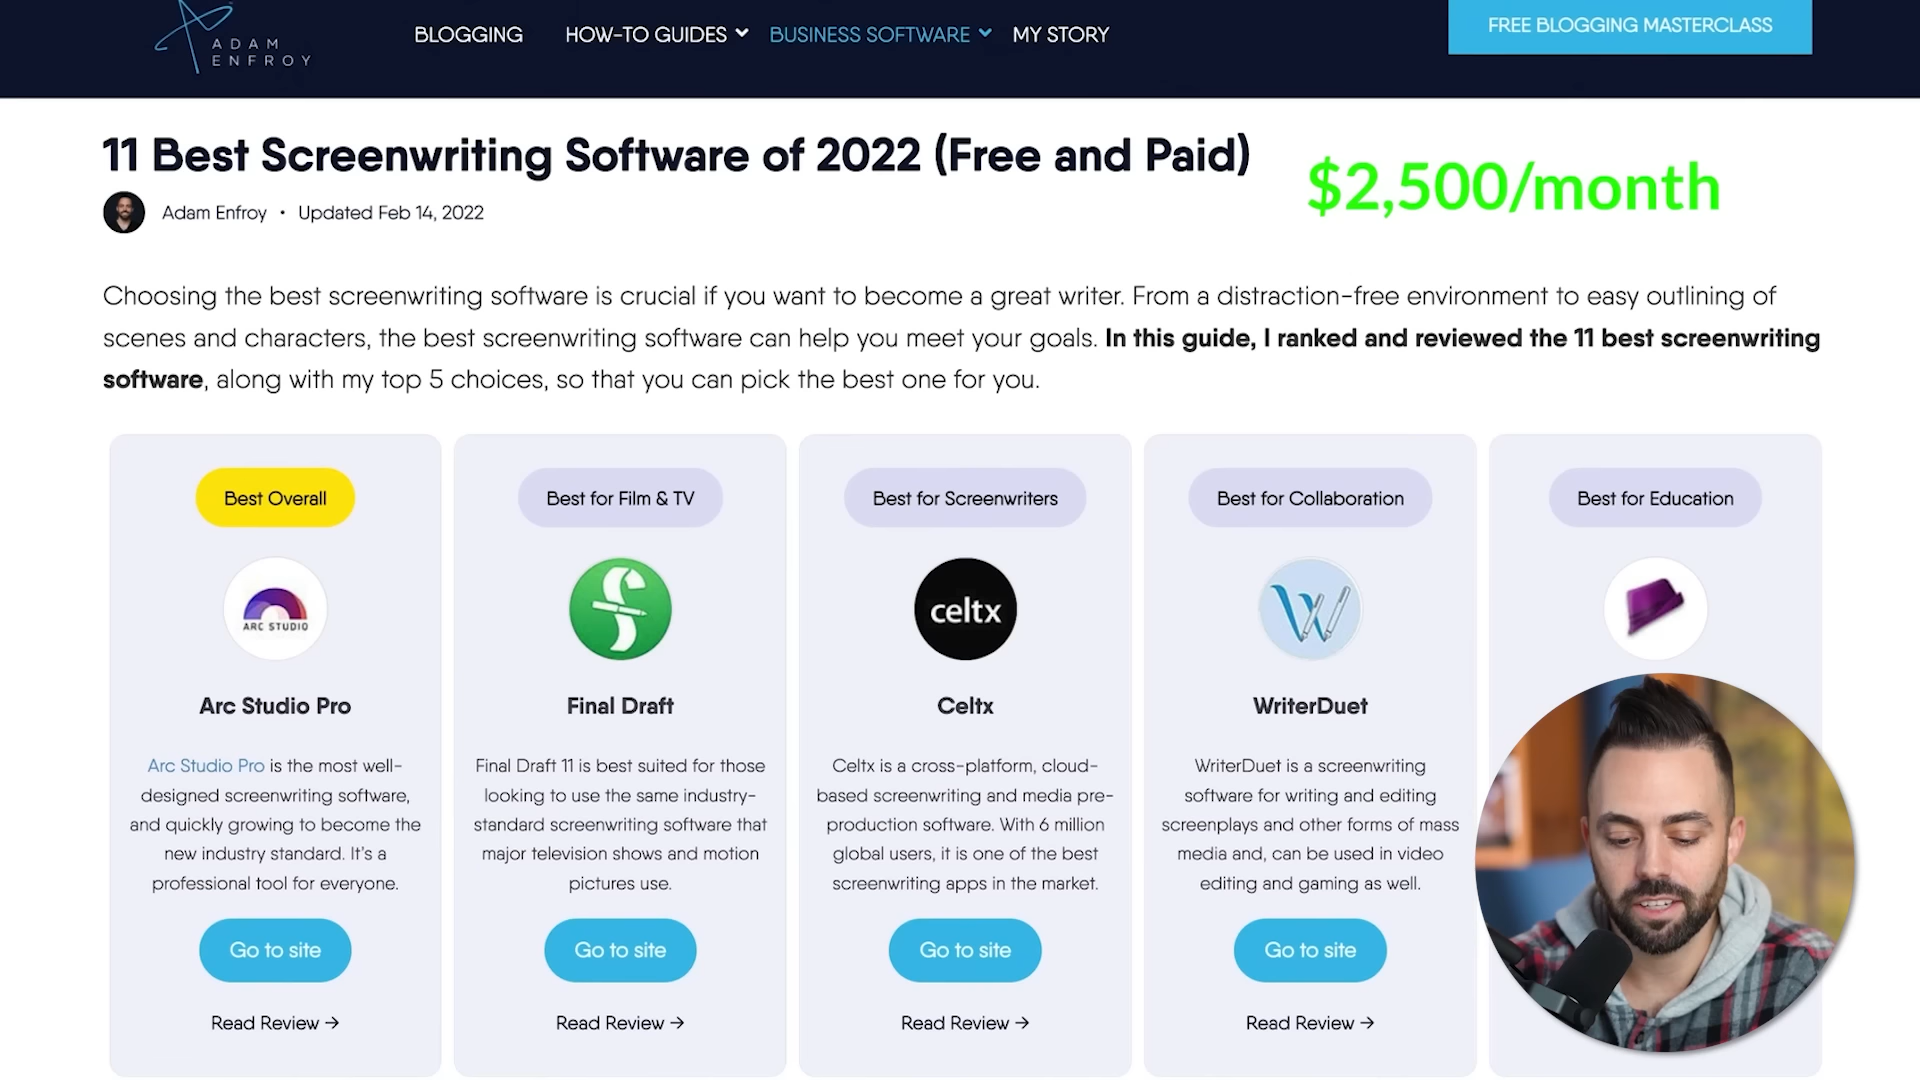 ADAM
ENFROY
BLOGGING
HOW-TO GUIDES
BUSINESS SOFTWARE
MY STORY
FREE BLOGGING MASTERCLASS
11 Best Screenwriting Software of 2022 (Free and Paid)
$2,500/month
Adam Enfroy • Updated Feb 14, 2022
Choosing the best screenwriting software is crucial if you want to become a great writer. From a distraction-free environment to easy outlining of
scenes and characters, the best screenwriting software can help you meet your goals. In this guide, I ranked and reviewed the 11 best screenwriting
software, along with my top 5 choices, so that you can pick the best one for you.
Best Overall
ARC STUDIO
Arc Studio Pro
Arc Studio Pro is the most well-
designed screenwriting software,
and quickly growing to become the
new industry standard. It's a
professional tool for everyone.
Go to site
Read Review →
Best for Film & TV
Final Draft
Final Draft 11 is best suited for those
looking to use the same industry-
standard screenwriting software that
major television shows and motion
pictures use.
Go to site
Read Review →
Best for Screenwriters
celtx
Celtx
Celtx is a cross-platform, cloud-
based screenwriting and media pre-
production software. With 6 million
global users, it is one of the best
screenwriting apps in the market.
Go to site
Read Review →
Best for Collaboration
W
WriterDuet
WriterDuet is a screenwriting
software for writing and editing
screenplays and other forms of mass
media and, can be used in video
editing and gaming as well.
Go to site
Read Review →
Best for Education